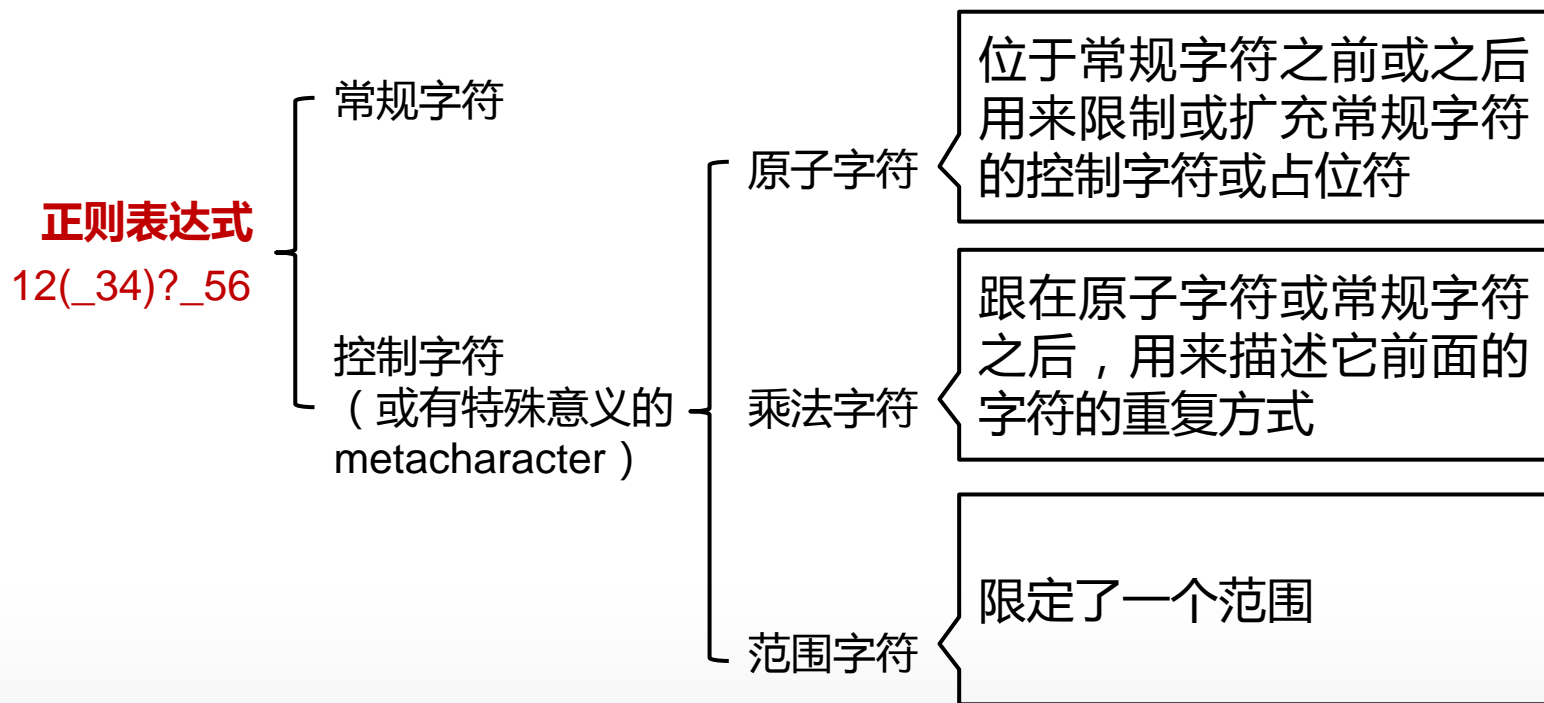 正则表达式
12(_34)?_56
常规字符
控制字符
（或有特殊意义的
metacharacter）
原子字符
位于常规字符之前或之后
用来限制或扩充常规字符
的控制字符或占位符
乘法字符
跟在原子字符或常规字符
之后，用来描述它前面的
字符的重复方式
范围字符
限定了一个范围